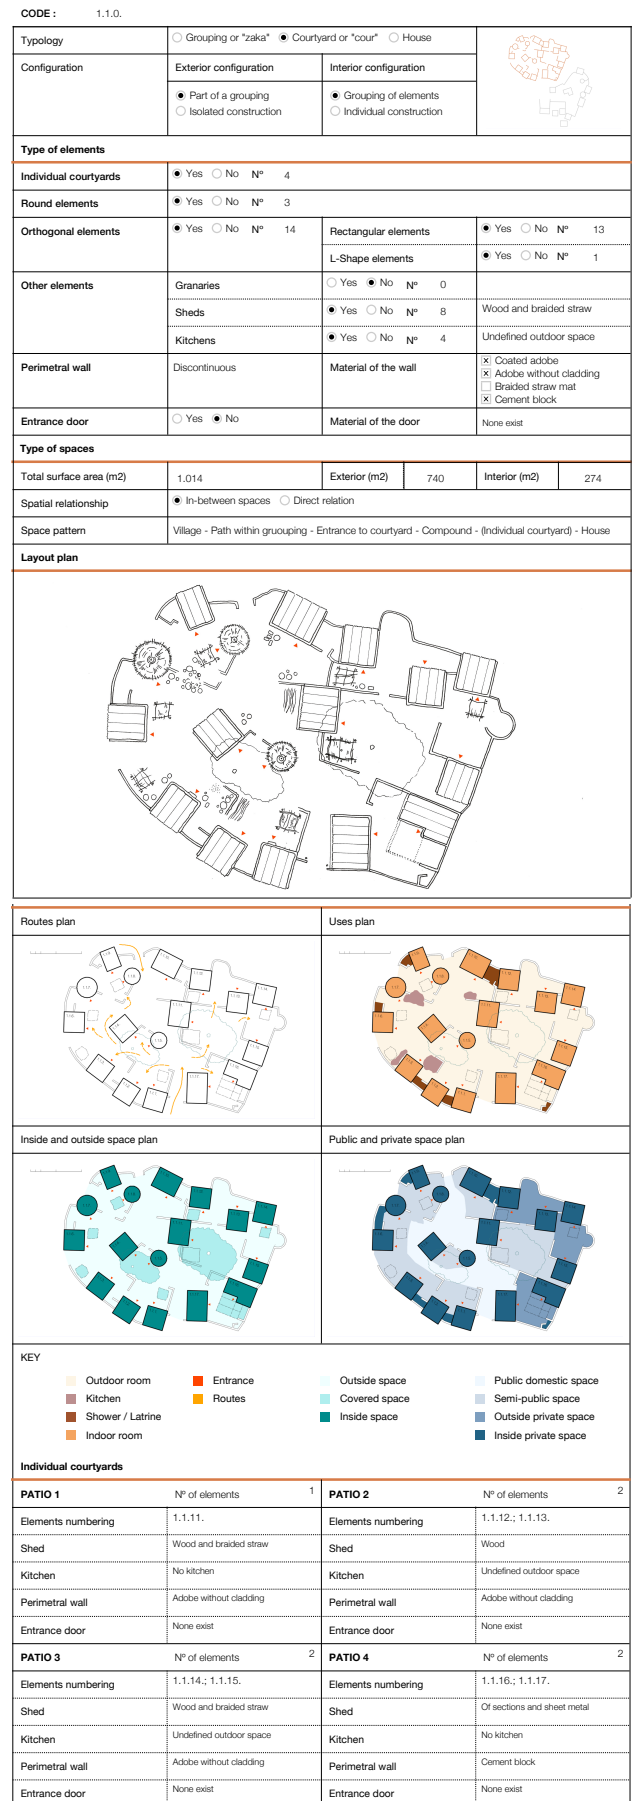 CODE : 1.1.0.
Typology Grouping or "zaka" Courtyard or "cour" House
Configuration Exterior configuration Interior configuration
Part of a grouping Grouping of elements
Isolated construction Individual construction
Type of elements
Individual courtyards Yes No Nº 4
Round elements Yes No Nº 3
Orthogonal elements Yes No Nº 14 Rectangular elements Yes No Nº 13
L-Shape elements Yes No Nº 1
Other elements Granaries Yes No Nº 0
Sheds Yes No Nº 8 Wood and braided straw
Kitchens Yes No Nº 4 Undefined outdoor space
Perimetral wall Discontinuous Material of the wall Coated adobe
Adobe without cladding
Braided straw mat
Cement block
Entrance door Yes No Material of the door None exist
Type of spaces
Total surface area (m2) 1.014 Exterior (m2) 740 Interior (m2) 274
Spatial relationship In-between spaces Direct relation
Space pattern Village - Path within gruouping - Entrance to courtyard - Compound - (Individual courtyard) - House
Layout plan
Routes plan Uses plan
Inside and outside space plan Public and private space plan
KEY
Outdoor room Entrance Outside space Public domestic space
Kitchen Routes Covered space Semi-public space
Shower / Latrine Inside space Outside private space
Indoor room Inside private space
Individual courtyards
PATIO 1 Nº of elements 1 PATIO 2 Nº of elements 2
Elements numbering 1.1.11. Elements numbering 1.1.12.; 1.1.13.
Shed Wood and braided straw Shed Wood
Kitchen No kitchen Kitchen Undefined outdoor space
Perimetral wall Adobe without cladding Perimetral wall Adobe without cladding
Entrance door None exist Entrance door None exist
PATIO 3 Nº of elements 2 PATIO 4 Nº of elements 2
Elements numbering 1.1.14.; 1.1.15. Elements numbering 1.1.16.; 1.1.17.
Shed Wood and braided straw Shed Of sections and sheet metal
Kitchen Undefined outdoor space Kitchen No kitchen
Perimetral wall Adobe without cladding Perimetral wall Cement block
Entrance door None exist Entrance door None exist